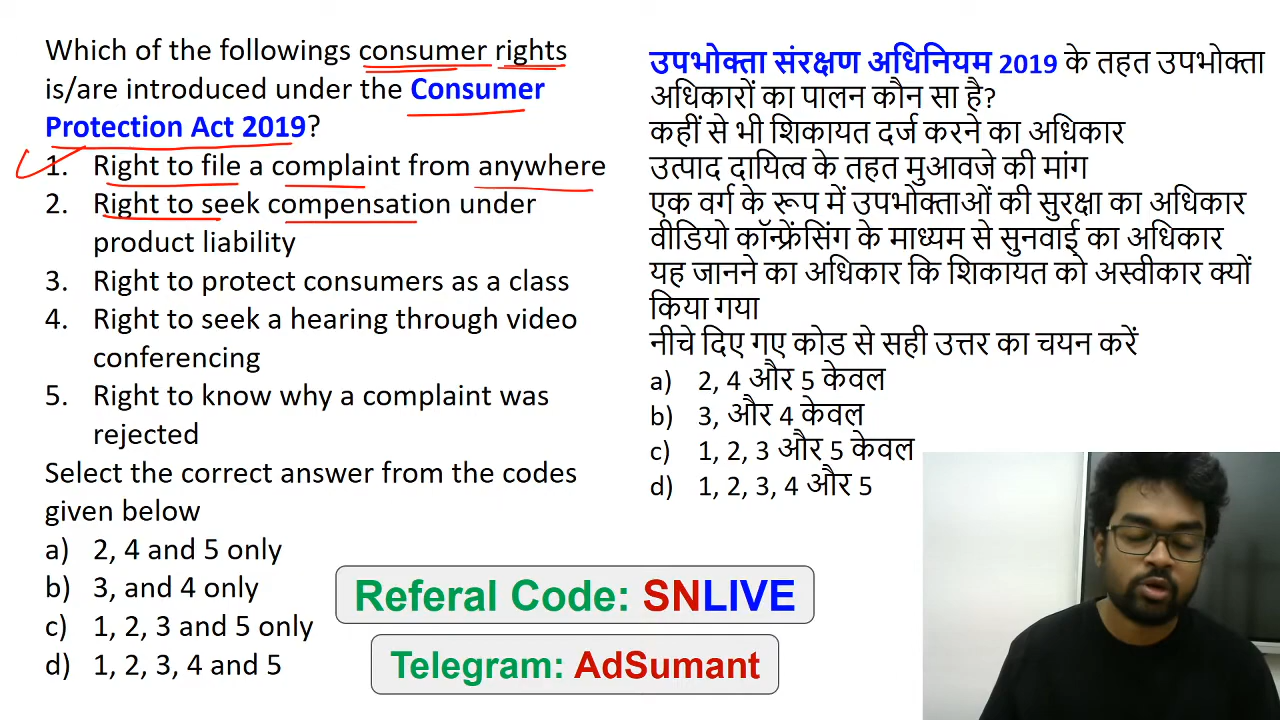 Which of the followings consumer rights
is/are introduced under the Consumer
Protection Act 2019?
1. Right to file a complaint from anywhere
2. Right to seek compensation under
product liability
3. Right to protect consumers as a class
4. Right to seek a hearing through video
conferencing
5. Right to know why a complaint was
rejected
Select the correct answer from the codes
given below
a) 2, 4 and 5 only
b) 3, and 4 only
c) 1, 2, 3 and 5 only
d) 1, 2, 3, 4 and 5
उपभोक्ता संरक्षण अधिनियम 2019 के तहत उपभोक्ता
अधिकारों का पालन कौन सा है?
कहीं से भी शिकायत दर्ज करने का अधिकार
उत्पाद दायित्व के तहत मुआवजे की मांग
एक वर्ग के रूप में उपभोक्ताओं की सुरक्षा का अधिकार
वीडियो कॉन्फ्रेंसिंग के माध्यम से सुनवाई का अधिकार
यह जानने का अधिकार कि शिकायत को अस्वीकार क्यों
किया गया
नीचे दिए गए कोड से सही उत्तर का चयन करें
a) 2, 4 और 5 केवल
b) 3, और 4 केवल
c) 1, 2, 3 और 5 केवल
d) 1, 2, 3, 4 और 5
Referal Code: SNLIVE
Telegram: AdSumant